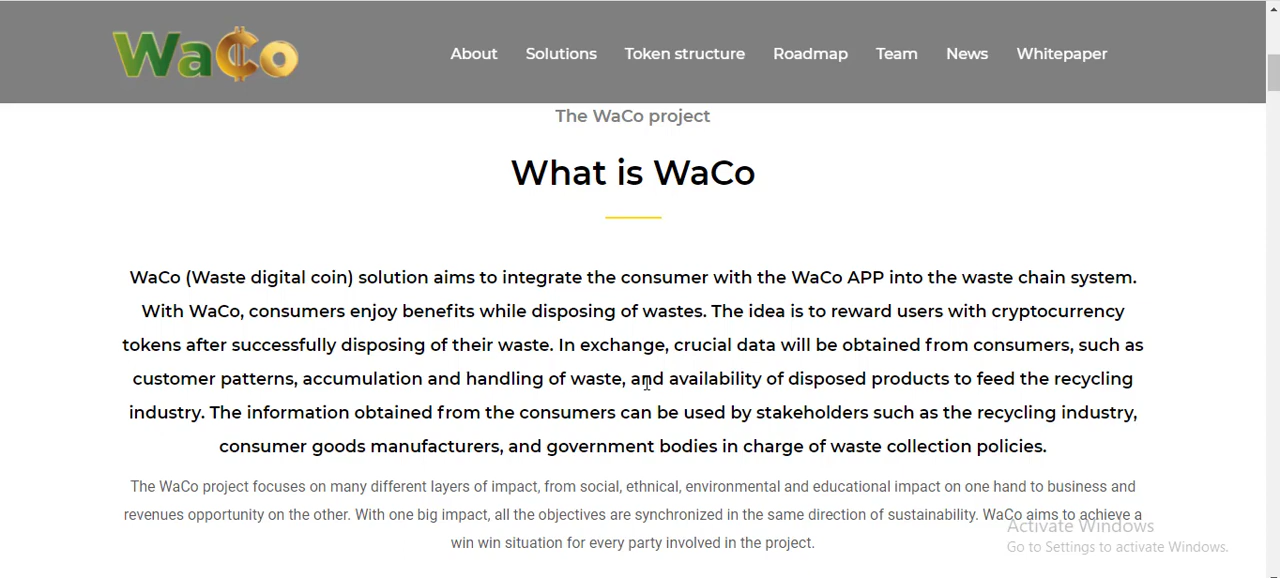 WaCo
About Solutions Token structure Roadmap Team News Whitepaper
The WaCo project
What is WaCo
WaCo (Waste digital coin) solution aims to integrate the consumer with the WaCo APP into the waste chain system.
With WaCo, consumers enjoy benefits while disposing of wastes. The idea is to reward users with cryptocurrency
tokens after successfully disposing of their waste. In exchange, crucial data will be obtained from consumers, such as
customer patterns, accumulation and handling of waste, and availability of disposed products to feed the recycling
industry. The information obtained from the consumers can be used by stakeholders such as the recycling industry,
consumer goods manufacturers, and government bodies in charge of waste collection policies.
The WaCo project focuses on many different layers of impact, from social, ethnical, environmental and educational impact on one hand to business and
revenues opportunity on the other. With one big impact, all the objectives are synchronized in the same direction of sustainability. WaCo aims to achieve a
win win situation for every party involved in the project.
Activate Windows
Go to Settings to activate Windows.